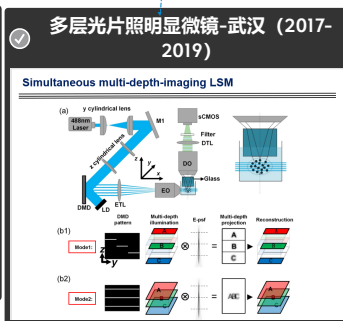 多层光片照明显微镜-武汉（2017-
2019）
Simultaneous multi-depth-imaging LSM
(a)
y cylindrical lens
488nm
Laser
M1
sCMOS
Filter
DTL
x cylindrical lens
z
y
x
DO
Glass
EO
DMD
LD
ETL
DMD
pattern
Multi-depth
illumination
E-psf
Multi-depth
projection
Reconstruction
(b1)
Mode1:
z
y
⊗
=
A
B
C
(b2)
Mode2:
⊗
=
ABC